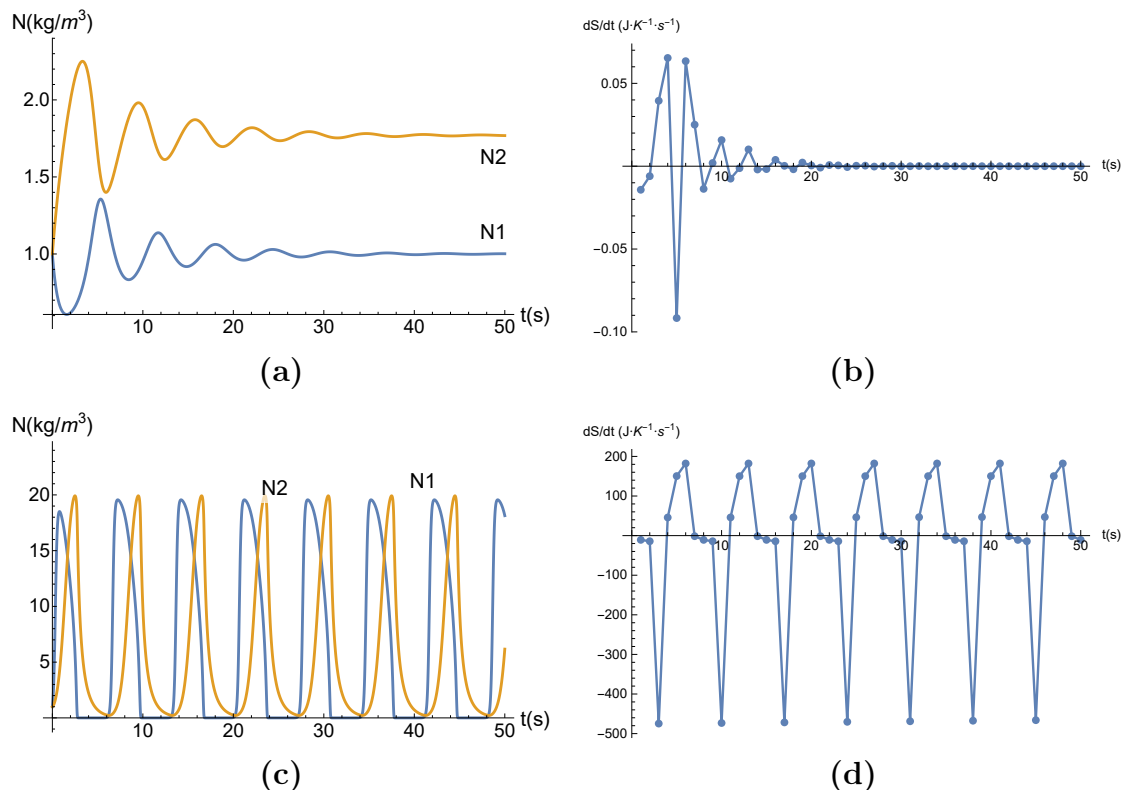 N(kg/m³)
2.0
1.5
1.0
N2
N1
10 20 30 40 50
t(s)
(a)
dS/dt (J·K⁻¹·s⁻¹)
0.05
-0.05
-0.10
10 20 30 40 50
t(s)
(b)
N(kg/m³)
20
15
10
5
N2 N1
10 20 30 40 50
t(s)
(c)
dS/dt (J·K⁻¹·s⁻¹)
200
100
-100
-200
-300
-400
-500
10 20 30 40 50
t(s)
(d)